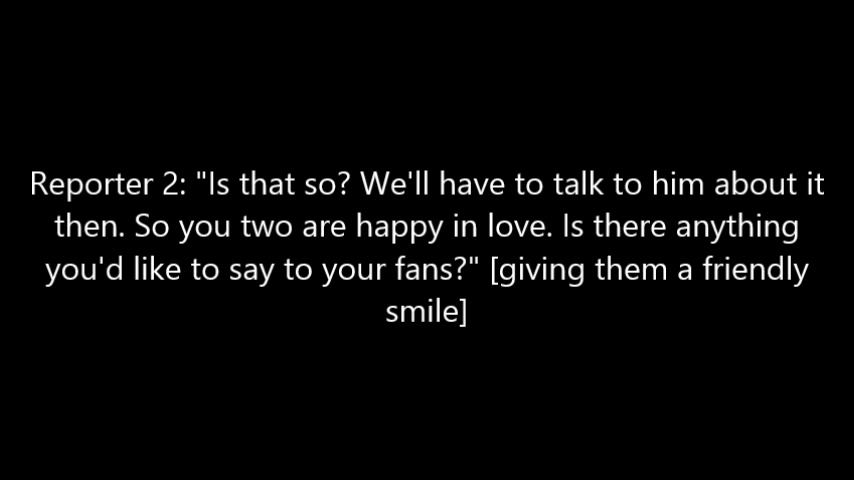 Reporter 2: "Is that so? We'll have to talk to him about it
then. So you two are happy in love. Is there anything
you'd like to say to your fans?" [giving them a friendly
smile]